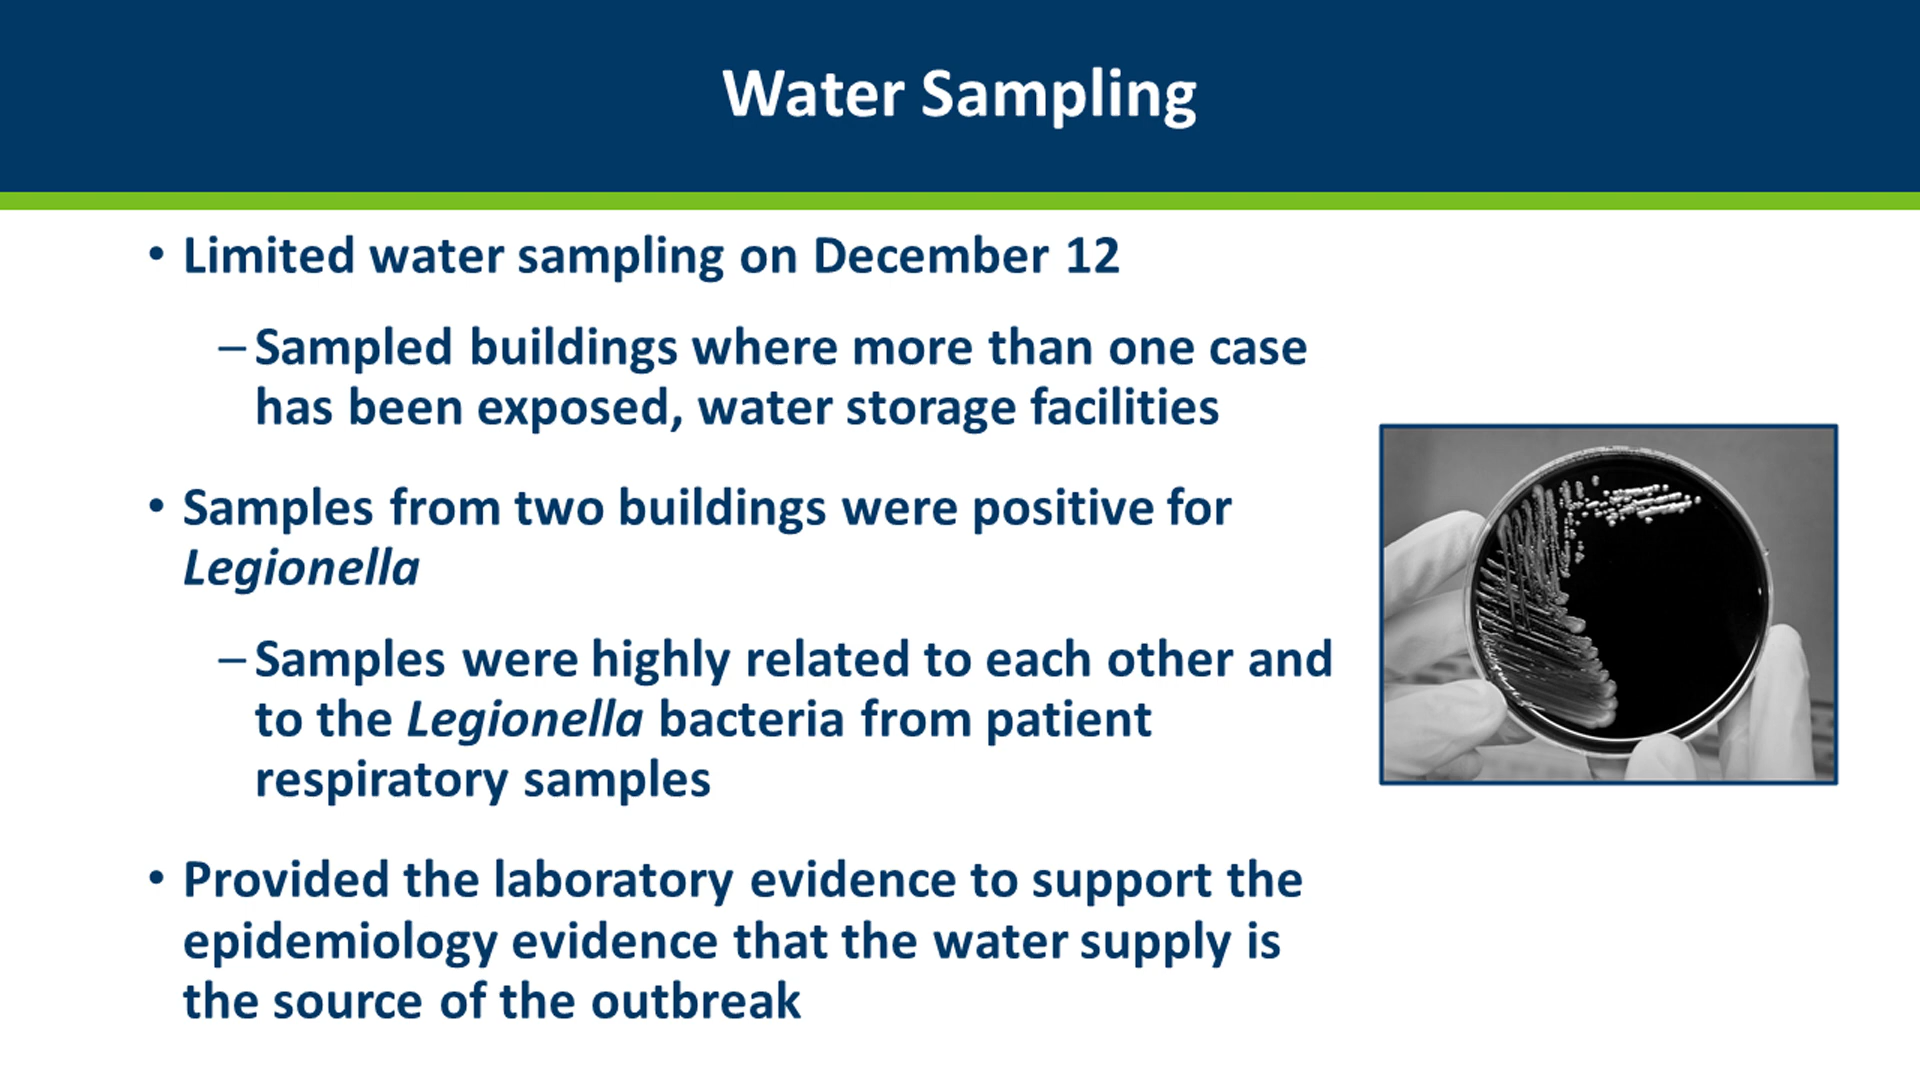 Water Sampling
• Limited water sampling on December 12
– Sampled buildings where more than one case
has been exposed, water storage facilities
• Samples from two buildings were positive for
Legionella
– Samples were highly related to each other and
to the Legionella bacteria from patient
respiratory samples
• Provided the laboratory evidence to support the
epidemiology evidence that the water supply is
the source of the outbreak